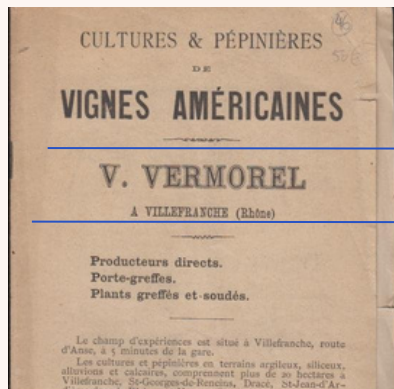 CULTURES & PÉPINIÈRES
DE
VIGNES AMÉRICAINES
V. VERMOREL
A VILLEFRANCHE (Rhône)
Producteurs directs.
Porte-greffes.
Plants greffés et soudés.
Le champ d'expériences est situé à Villefranche, route
d'Anse, à 5 minutes de la gare.
Les cultures et pépinières en terrains argileux, siliceux,
alluvions et calcaires, comprennent plus de 20 hectares à
Villefranche, St-Georges-de-Reneins, Dracé, St-Jean-d'Ar-